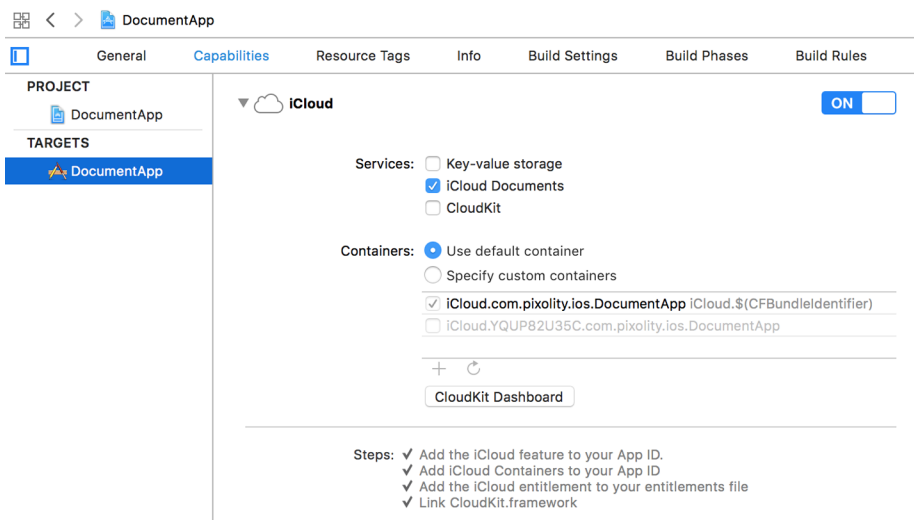 DocumentApp
General Capabilities Resource Tags Info Build Settings Build Phases Build Rules
PROJECT
DocumentApp
TARGETS
DocumentApp
iCloud
ON
Services: Key-value storage
iCloud Documents
CloudKit
Containers: Use default container
Specify custom containers
iCloud.com.pixolity.ios.DocumentApp iCloud.$(CFBundleIdentifier)
iCloud.YQUP82U35C.com.pixolity.ios.DocumentApp
CloudKit Dashboard
Steps: ✓ Add the iCloud feature to your App ID.
✓ Add iCloud Containers to your App ID
✓ Add the iCloud entitlement to your entitlements file
✓ Link CloudKit.framework